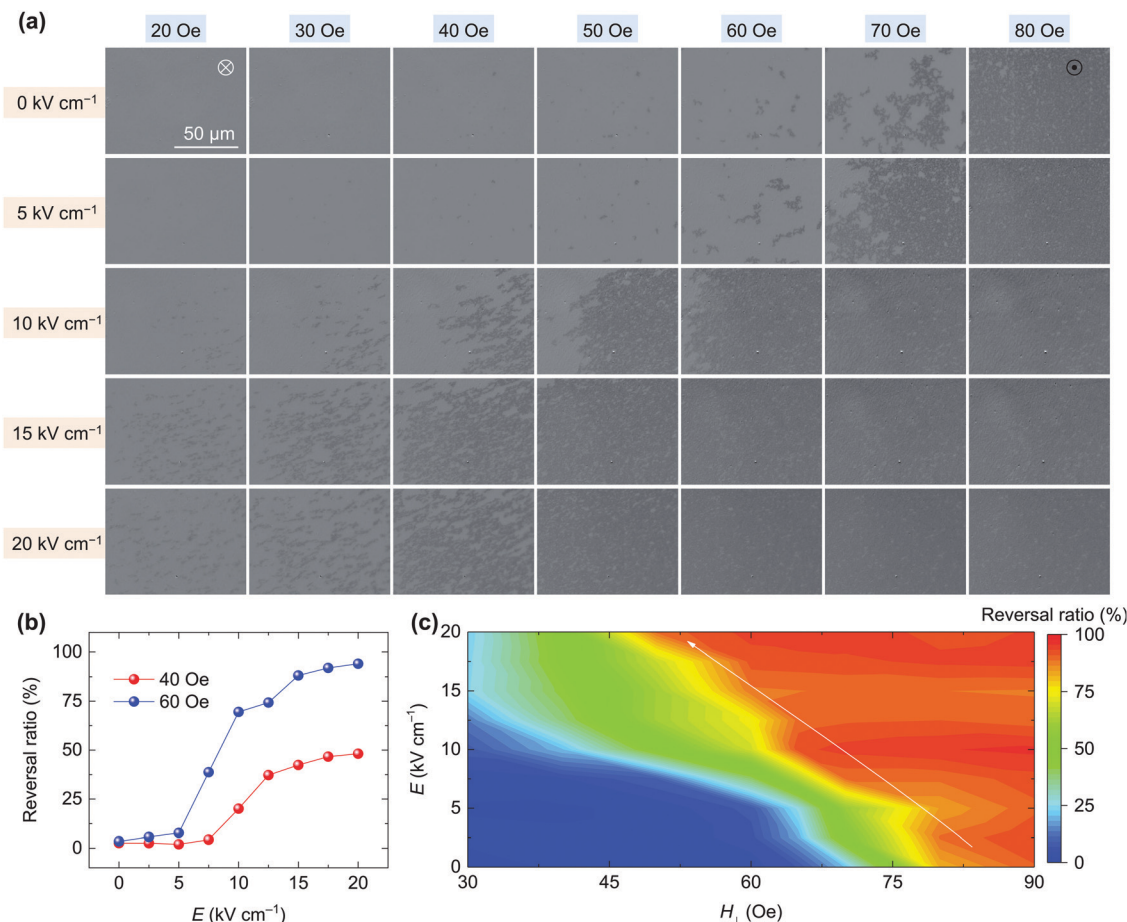 (a)
20 Oe 30 Oe 40 Oe 50 Oe 60 Oe 70 Oe 80 Oe
0 kV cm⁻¹
50 μm
5 kV cm⁻¹
10 kV cm⁻¹
15 kV cm⁻¹
20 kV cm⁻¹
(b)
100
75
50
25
0
Reversal ratio (%)
40 Oe
60 Oe
0 5 10 15 20
E (kV cm⁻¹)
(c)
Reversal ratio (%)
20
15
10
5
0
E (kV cm⁻¹)
30 45 60 75 90
H⊥ (Oe)
100
75
50
25
0